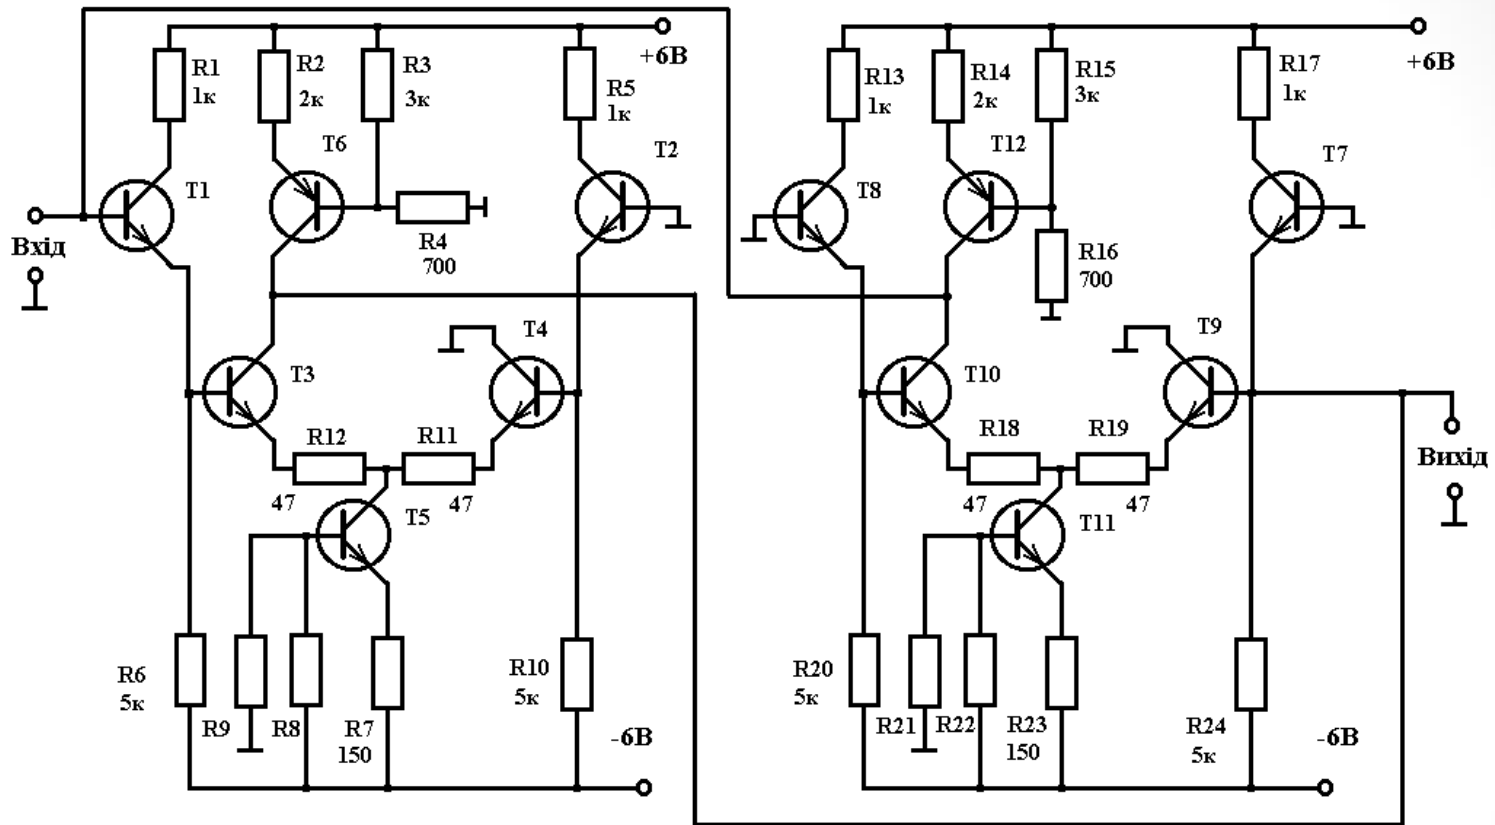 R1
1к
R2
2к
R3
3к
+6В
R5
1к
T6
T2
T1
Вхід
R4
700
T4
T3
R12
47
R11
47
T5
R6
5к
R9
R8
R7
150
R10
5к
-6В
R13
1к
R14
2к
R15
3к
R17
1к
+6В
T12
T7
T8
R16
700
T9
T10
R18
47
R19
47
T11
Вихід
R20
5к
R21
R22
R23
150
R24
5к
-6В